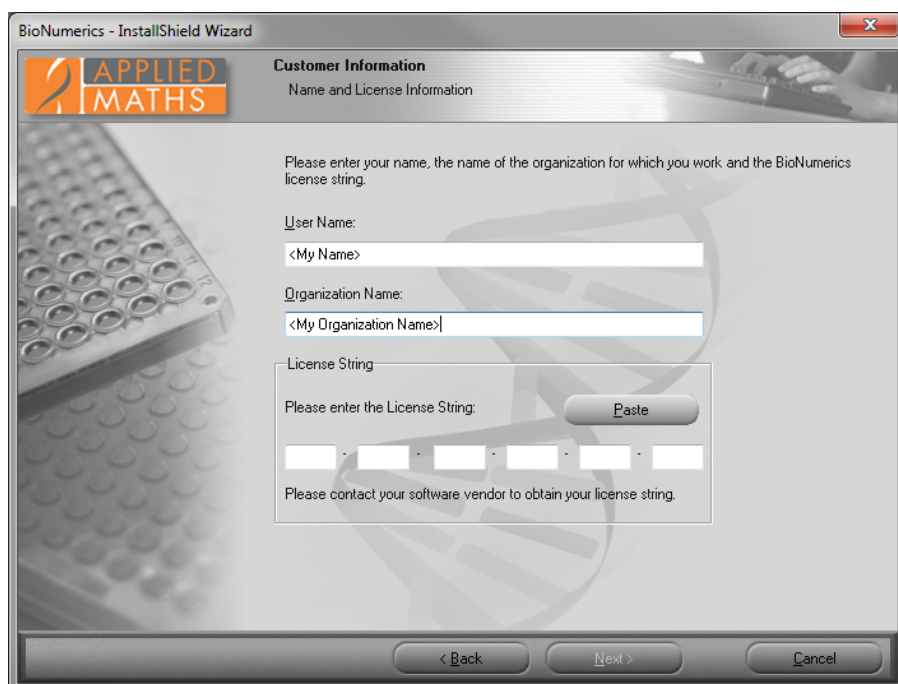 BioNumerics - InstallShield Wizard
APPLIED
MATHS
Customer Information
Name and License Information
Please enter your name, the name of the organization for which you work and the BioNumerics
license string.
User Name:
<My Name>
Organization Name:
<My Organization Name>
License String
Please enter the License String:
Paste
- - - - -
Please contact your software vendor to obtain your license string.
< Back
Next >
Cancel